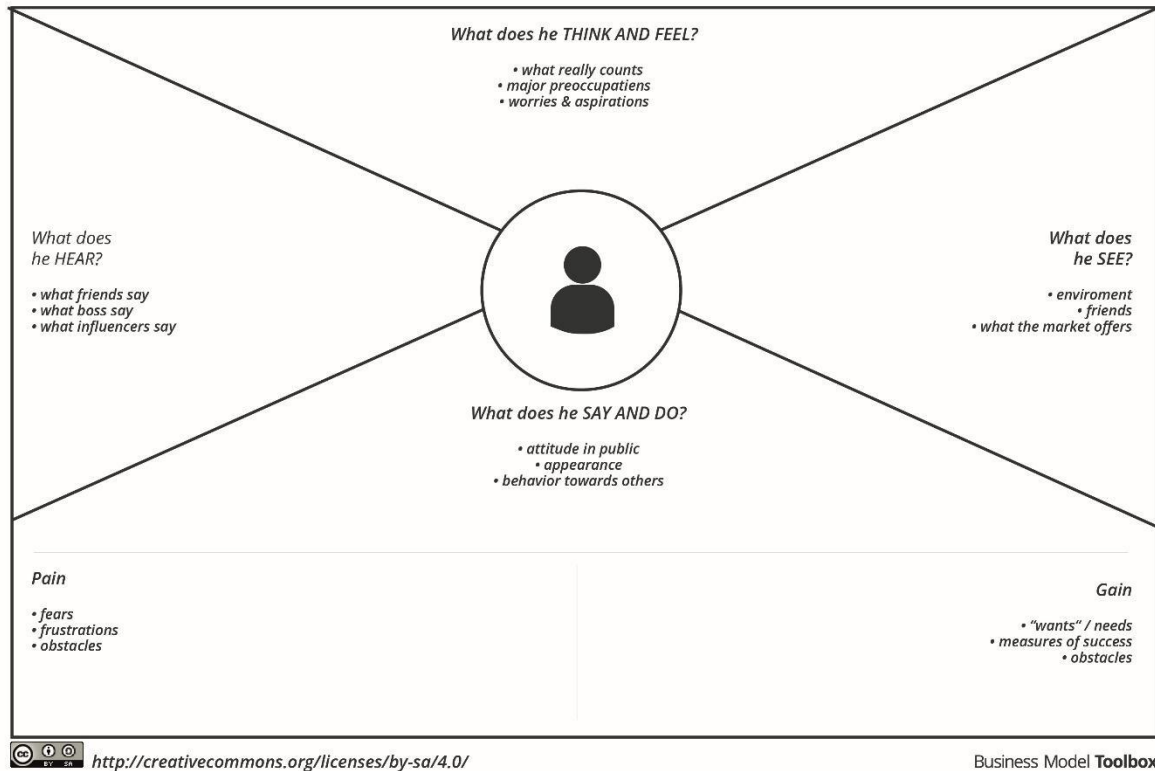 What does he THINK AND FEEL?
• what really counts
• major preoccupatiens
• worries & aspirations
What does
he HEAR?
• what friends say
• what boss say
• what influencers say
What does
he SEE?
• enviroment
• friends
• what the market offers
What does he SAY AND DO?
• attitude in public
• appearance
• behavior towards others
Pain
• fears
• frustrations
• obstacles
Gain
• “wants“ / needs
• measures of success
• obstacles
cc BY SA
http://creativecommons.org/licenses/by-sa/4.0/
Business Model Toolbox